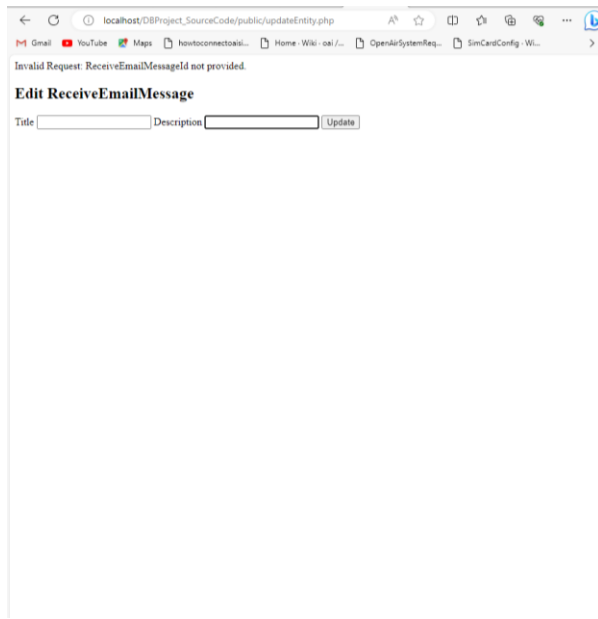 localhost/DBProject_SourceCode/public/updateEntity.php
Gmail YouTube Maps howtoconnectoaisi... Home · Wiki · oai /... OpenAirSystemReq... SimCardConfig · Wi...
Invalid Request: ReceiveEmailMessageId not provided.
Edit ReceiveEmailMessage
Title Description Update